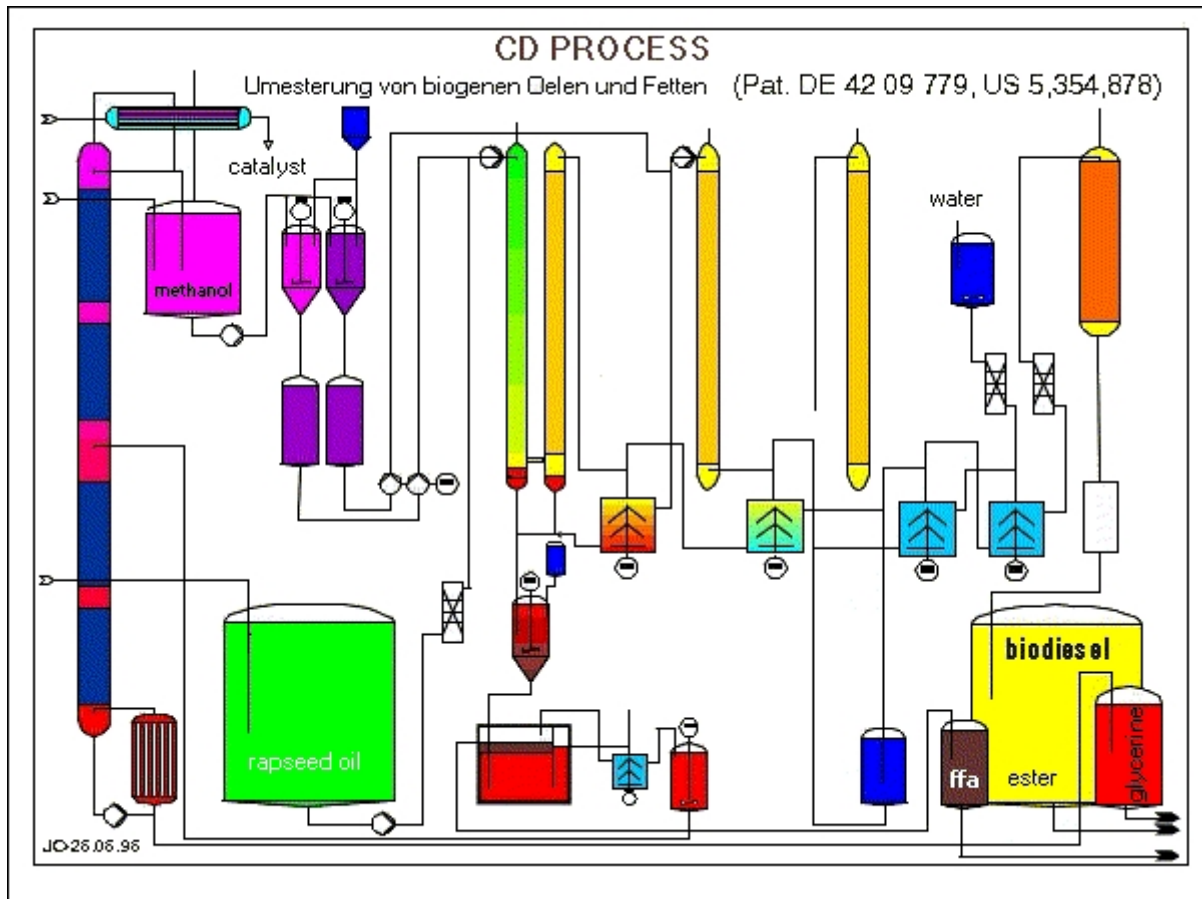 CD PROCESS
Umesterung von biogenen Oelen und Fetten (Pat. DE 42 09 779, US 5,354,878)
catalyst
water
methanol
biodiesel
rapseed oil
ffa
ester
glycerine
JO-26.06.96